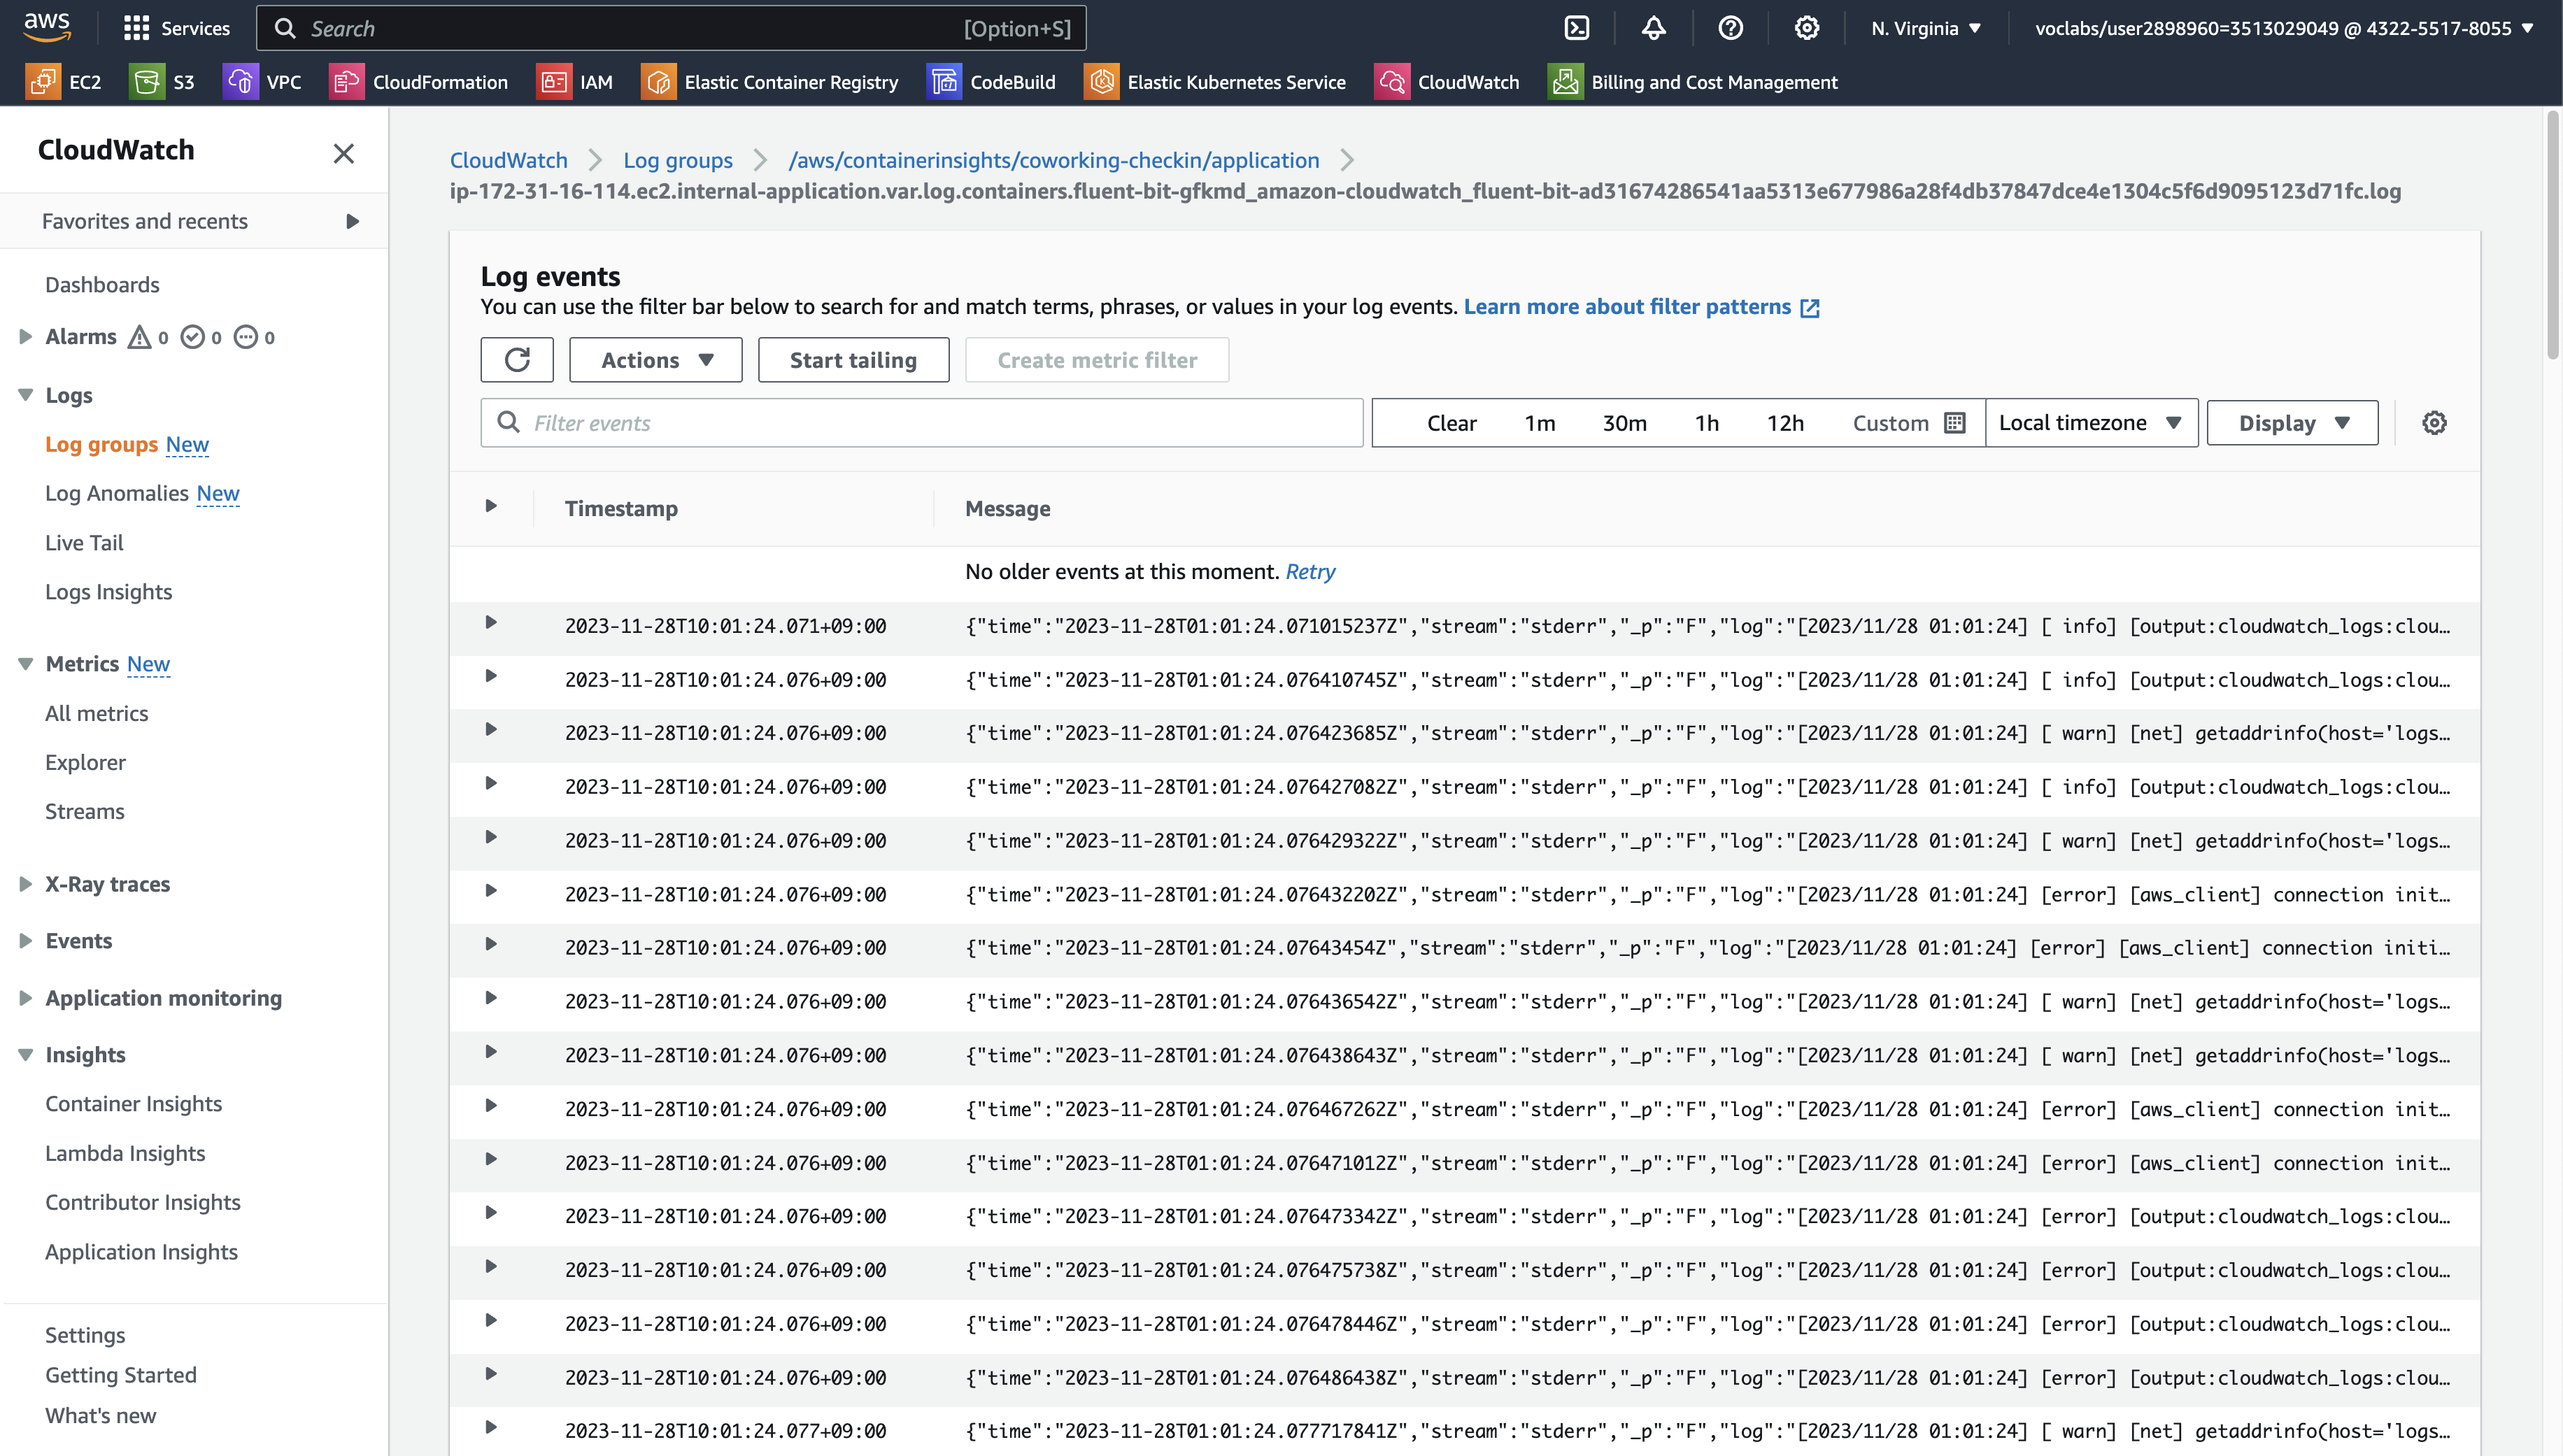 aws
Services
Search
[Option+S]
N. Virginia
voclabs/user2898960=3513029049 @ 4322-5517-8055
EC2
S3
VPC
CloudFormation
IAM
Elastic Container Registry
CodeBuild
Elastic Kubernetes Service
CloudWatch
Billing and Cost Management
CloudWatch
Favorites and recents
Dashboards
Alarms 0 0 0
Logs
Log groups New
Log Anomalies New
Live Tail
Logs Insights
Metrics New
All metrics
Explorer
Streams
X-Ray traces
Events
Application monitoring
Insights
Container Insights
Lambda Insights
Contributor Insights
Application Insights
Settings
Getting Started
What's new
CloudWatch
Log groups
/aws/containerinsights/coworking-checkin/application
ip-172-31-16-114.ec2.internal-application.var.log.containers.fluent-bit-gfkmd_amazon-cloudwatch_fluent-bit-ad31674286541aa5313e677986a28f4db37847dce4e1304c5f6d9095123d71fc.log
Log events
You can use the filter bar below to search for and match terms, phrases, or values in your log events. Learn more about filter patterns
Actions
Start tailing
Create metric filter
Filter events
Clear
1m
30m
1h
12h
Custom
Local timezone
Display
Timestamp
Message
No older events at this moment. Retry
2023-11-28T10:01:24.071+09:00 {"time":"2023-11-28T01:01:24.071015237Z","stream":"stderr","_p":"F","log":"[2023/11/28 01:01:24] [ info] [output:cloudwatch_logs:clou…
2023-11-28T10:01:24.076+09:00 {"time":"2023-11-28T01:01:24.076410745Z","stream":"stderr","_p":"F","log":"[2023/11/28 01:01:24] [ info] [output:cloudwatch_logs:clou…
2023-11-28T10:01:24.076+09:00 {"time":"2023-11-28T01:01:24.076423685Z","stream":"stderr","_p":"F","log":"[2023/11/28 01:01:24] [ warn] [net] getaddrinfo(host='logs…
2023-11-28T10:01:24.076+09:00 {"time":"2023-11-28T01:01:24.076427082Z","stream":"stderr","_p":"F","log":"[2023/11/28 01:01:24] [ info] [output:cloudwatch_logs:clou…
2023-11-28T10:01:24.076+09:00 {"time":"2023-11-28T01:01:24.076429322Z","stream":"stderr","_p":"F","log":"[2023/11/28 01:01:24] [ warn] [net] getaddrinfo(host='logs…
2023-11-28T10:01:24.076+09:00 {"time":"2023-11-28T01:01:24.076432202Z","stream":"stderr","_p":"F","log":"[2023/11/28 01:01:24] [error] [aws_client] connection init…
2023-11-28T10:01:24.076+09:00 {"time":"2023-11-28T01:01:24.07643454Z","stream":"stderr","_p":"F","log":"[2023/11/28 01:01:24] [error] [aws_client] connection initi…
2023-11-28T10:01:24.076+09:00 {"time":"2023-11-28T01:01:24.076436542Z","stream":"stderr","_p":"F","log":"[2023/11/28 01:01:24] [ warn] [net] getaddrinfo(host='logs…
2023-11-28T10:01:24.076+09:00 {"time":"2023-11-28T01:01:24.076438643Z","stream":"stderr","_p":"F","log":"[2023/11/28 01:01:24] [ warn] [net] getaddrinfo(host='logs…
2023-11-28T10:01:24.076+09:00 {"time":"2023-11-28T01:01:24.076467262Z","stream":"stderr","_p":"F","log":"[2023/11/28 01:01:24] [error] [aws_client] connection init…
2023-11-28T10:01:24.076+09:00 {"time":"2023-11-28T01:01:24.076471012Z","stream":"stderr","_p":"F","log":"[2023/11/28 01:01:24] [error] [aws_client] connection init…
2023-11-28T10:01:24.076+09:00 {"time":"2023-11-28T01:01:24.076473342Z","stream":"stderr","_p":"F","log":"[2023/11/28 01:01:24] [error] [output:cloudwatch_logs:clou…
2023-11-28T10:01:24.076+09:00 {"time":"2023-11-28T01:01:24.076475738Z","stream":"stderr","_p":"F","log":"[2023/11/28 01:01:24] [error] [output:cloudwatch_logs:clou…
2023-11-28T10:01:24.076+09:00 {"time":"2023-11-28T01:01:24.076478446Z","stream":"stderr","_p":"F","log":"[2023/11/28 01:01:24] [error] [output:cloudwatch_logs:clou…
2023-11-28T10:01:24.076+09:00 {"time":"2023-11-28T01:01:24.076486438Z","stream":"stderr","_p":"F","log":"[2023/11/28 01:01:24] [error] [output:cloudwatch_logs:clou…
2023-11-28T10:01:24.077+09:00 {"time":"2023-11-28T01:01:24.077717841Z","stream":"stderr","_p":"F","log":"[2023/11/28 01:01:24] [ warn] [net] getaddrinfo(host='logs…